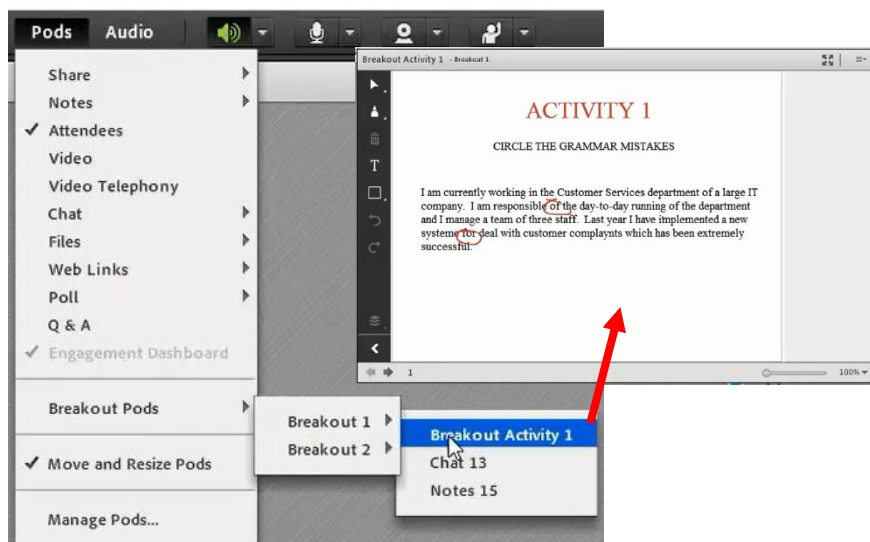 Pods Audio
Share
Notes
Attendees
Video
Video Telephony
Chat
Files
Web Links
Poll
Q & A
Engagement Dashboard
Breakout Pods
Move and Resize Pods
Manage Pods...
Breakout 1
Breakout 2
Breakout Activity 1
Chat 13
Notes 15
Breakout Activity 1 - Breakout 1
T
ACTIVITY 1
CIRCLE THE GRAMMAR MISTAKES
I am currently working in the Customer Services department of a large IT
company. I am responsible of the day-to-day running of the department
and I manage a team of three staff. Last year I have implemented a new
systeme for deal with customer complaynts which has been extremely
successful.
1
100%